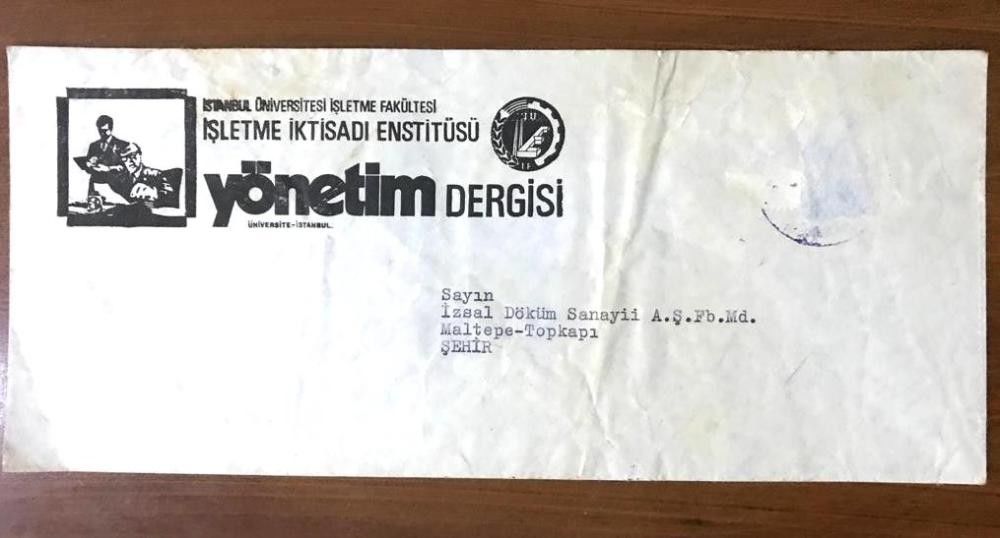 İSTANBUL ÜNİVERSİTESİ İŞLETME FAKÜLTESİ
İŞLETME İKTİSADI ENSTİTÜSÜ
yönetim DERGİSİ
ÜNİVERSİTE-İSTANBUL.
İÜ
İF
Sayın
İzsal Döküm Sanayii A.Ş.Fb.Md.
Maltepe-Topkapı
ŞEHİR